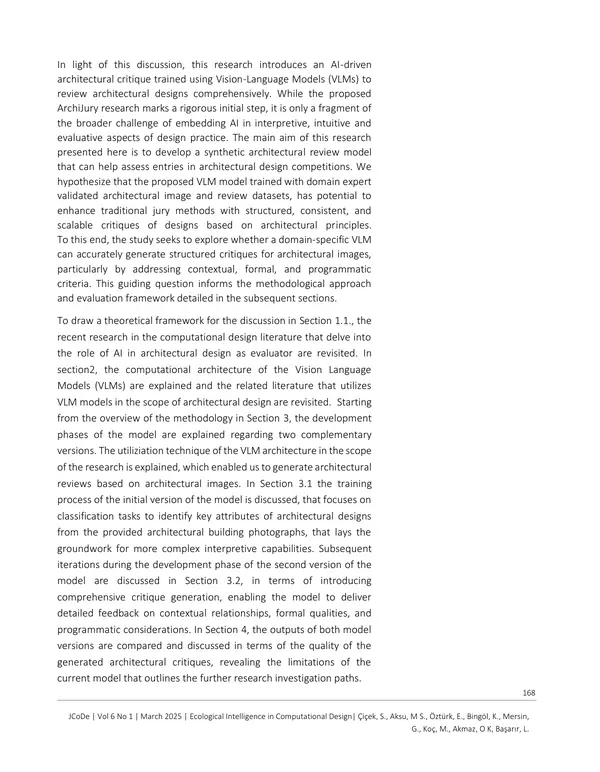 In light of this discussion, this research introduces an AI-driven
architectural critique trained using Vision-Language Models (VLMs) to
review architectural designs comprehensively. While the proposed
ArchiJury research marks a rigorous initial step, it is only a fragment of
the broader challenge of embedding AI in interpretive, intuitive and
evaluative aspects of design practice. The main aim of this research
presented here is to develop a synthetic architectural review model
that can help assess entries in architectural design competitions. We
hypothesize that the proposed VLM model trained with domain expert
validated architectural image and review datasets, has potential to
enhance traditional jury methods with structured, consistent, and
scalable critiques of designs based on architectural principles.
To this end, the study seeks to explore whether a domain-specific VLM
can accurately generate structured critiques for architectural images,
particularly by addressing contextual, formal, and programmatic
criteria. This guiding question informs the methodological approach
and evaluation framework detailed in the subsequent sections.
To draw a theoretical framework for the discussion in Section 1.1., the
recent research in the computational design literature that delve into
the role of AI in architectural design as evaluator are revisited. In
section2, the computational architecture of the Vision Language
Models (VLMs) are explained and the related literature that utilizes
VLM models in the scope of architectural design are revisited. Starting
from the overview of the methodology in Section 3, the development
phases of the model are explained regarding two complementary
versions. The utiliziation technique of the VLM architecture in the scope
of the research is explained, which enabled us to generate architectural
reviews based on architectural images. In Section 3.1 the training
process of the initial version of the model is discussed, that focuses on
classification tasks to identify key attributes of architectural designs
from the provided architectural building photographs, that lays the
groundwork for more complex interpretive capabilities. Subsequent
iterations during the development phase of the second version of the
model are discussed in Section 3.2, in terms of introducing
comprehensive critique generation, enabling the model to deliver
detailed feedback on contextual relationships, formal qualities, and
programmatic considerations. In Section 4, the outputs of both model
versions are compared and discussed in terms of the quality of the
generated architectural critiques, revealing the limitations of the
current model that outlines the further research investigation paths.
168
JCoDe | Vol 6 No 1 | March 2025 | Ecological Intelligence in Computational Design| Çiçek, S., Aksu, M S., Öztürk, E., Bingöl, K., Mersin,
G., Koç, M., Akmaz, O K, Başarır, L.